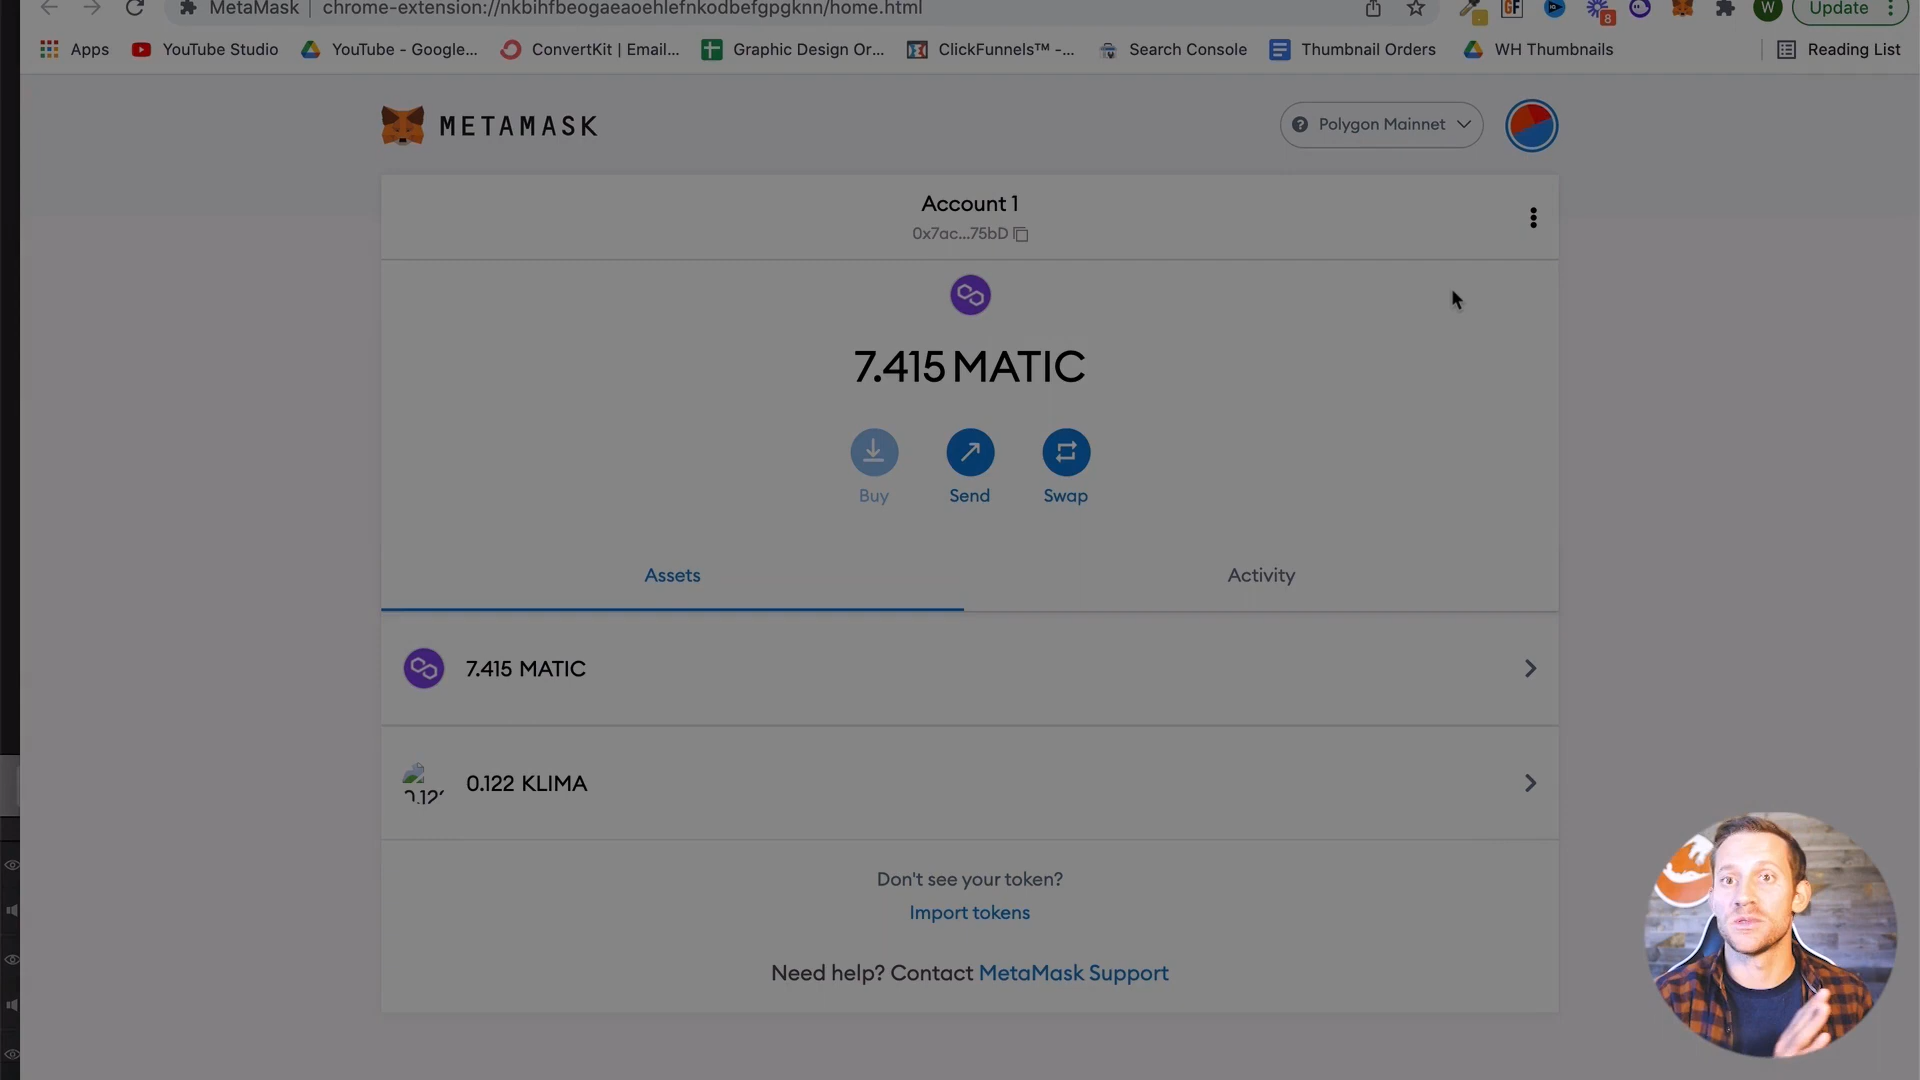 MetaMask | chrome-extension://nkbihfbeogaeaoehlefnkodbefgpgknn/home.html
GF
8
W
Update
Apps
YouTube Studio
YouTube - Google...
ConvertKit | Email...
Graphic Design Or...
ClickFunnels™ -...
Search Console
Thumbnail Orders
WH Thumbnails
Reading List
METAMASK
Polygon Mainnet
Account 1
0x7ac...75bD
7.415 MATIC
Buy
Send
Swap
Assets
Activity
7.415 MATIC
0.122 KLIMA
Don't see your token?
Import tokens
Need help? Contact MetaMask Support